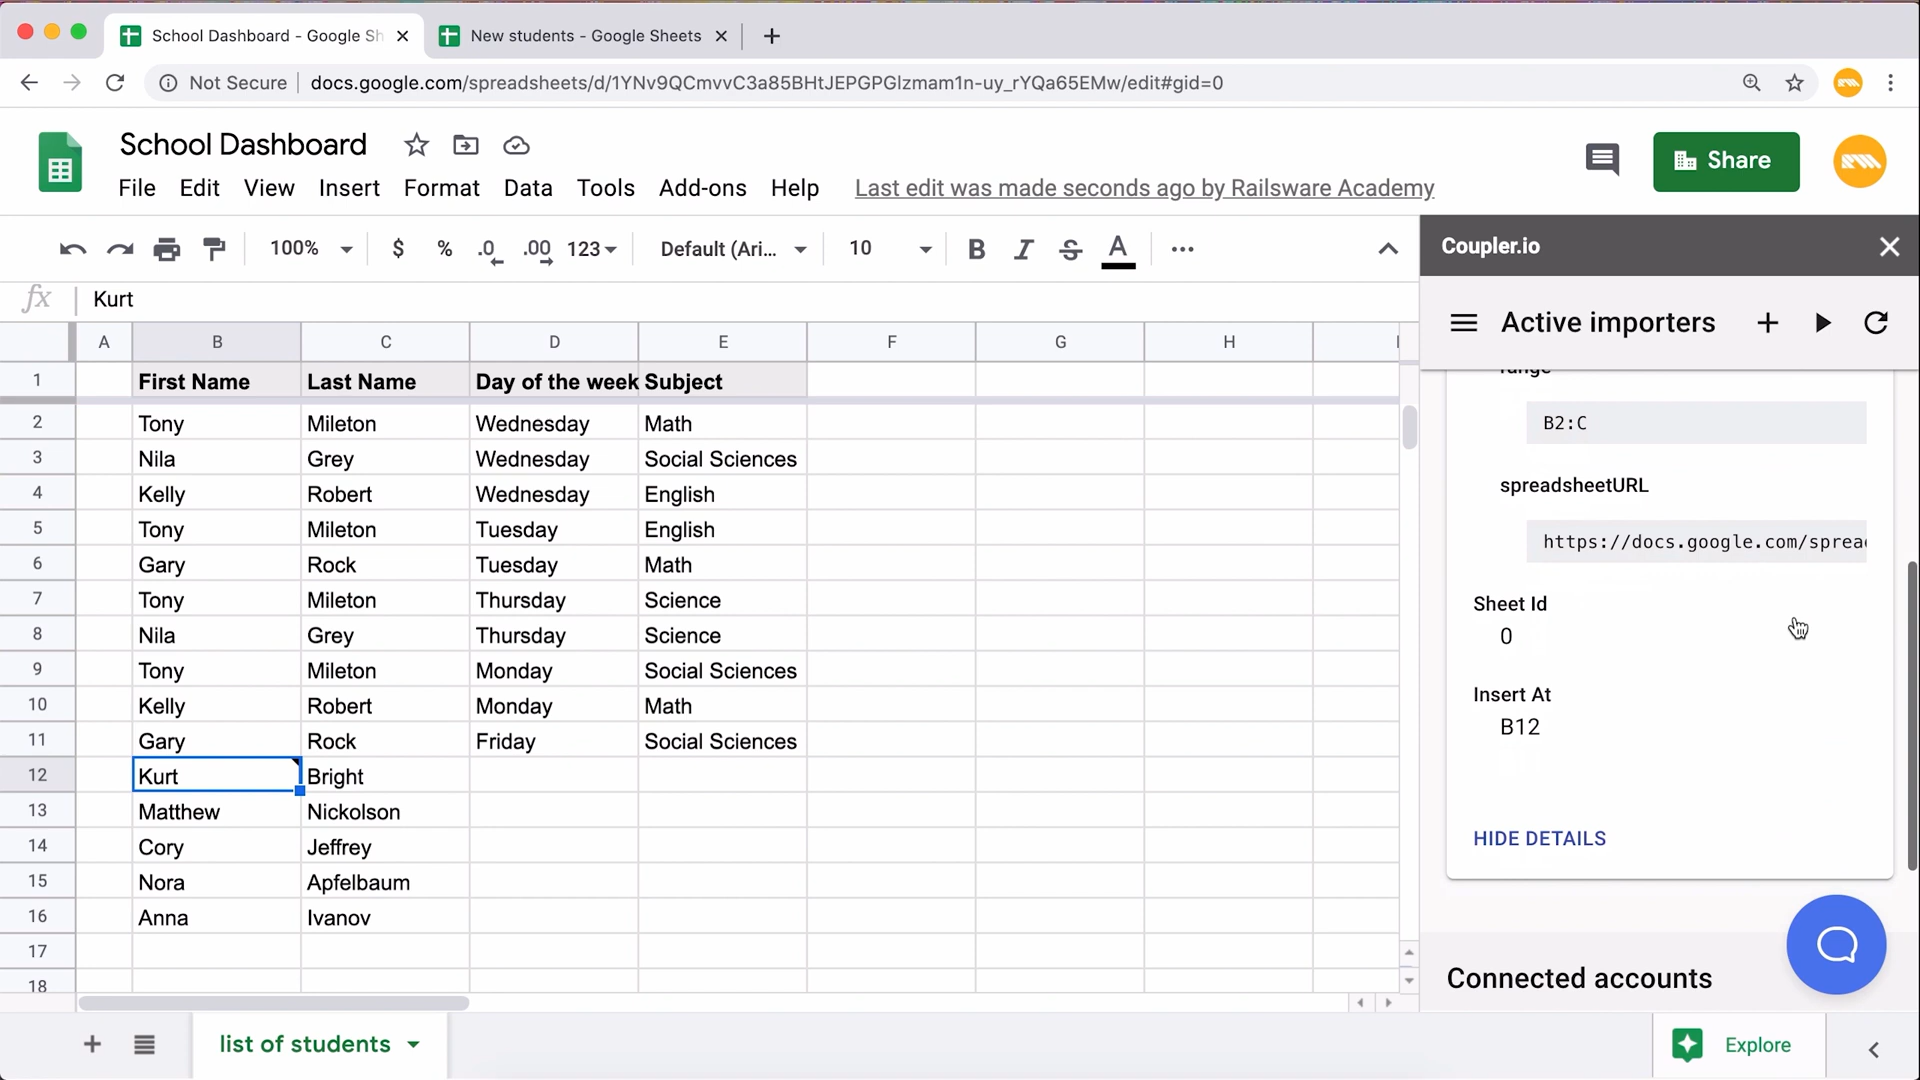 School Dashboard - Google Sh
New students - Google Sheets
Not Secure
docs.google.com/spreadsheets/d/1YNv9QCmvvC3a85BHtJEPGPGlzmam1n-uy_rYQa65EMw/edit#gid=0
School Dashboard
File Edit View Insert Format Data Tools Add-ons Help Last edit was made seconds ago by Railsware Academy
Share
100% $ % .0 .00 123 Default (Ari... 10 B I S A
Coupler.io
fx Kurt
Active importers
A B C D E F G H I
1 First Name Last Name Day of the week Subject
2 Tony Mileton Wednesday Math
3 Nila Grey Wednesday Social Sciences
4 Kelly Robert Wednesday English
5 Tony Mileton Tuesday English
6 Gary Rock Tuesday Math
7 Tony Mileton Thursday Science
8 Nila Grey Thursday Science
9 Tony Mileton Monday Social Sciences
10 Kelly Robert Monday Math
11 Gary Rock Friday Social Sciences
12 Kurt Bright
13 Matthew Nickolson
14 Cory Jeffrey
15 Nora Apfelbaum
16 Anna Ivanov
17
18
range
B2:C
spreadsheetURL
https://docs.google.com/sprea
Sheet Id
0
Insert At
B12
HIDE DETAILS
Connected accounts
list of students
Explore